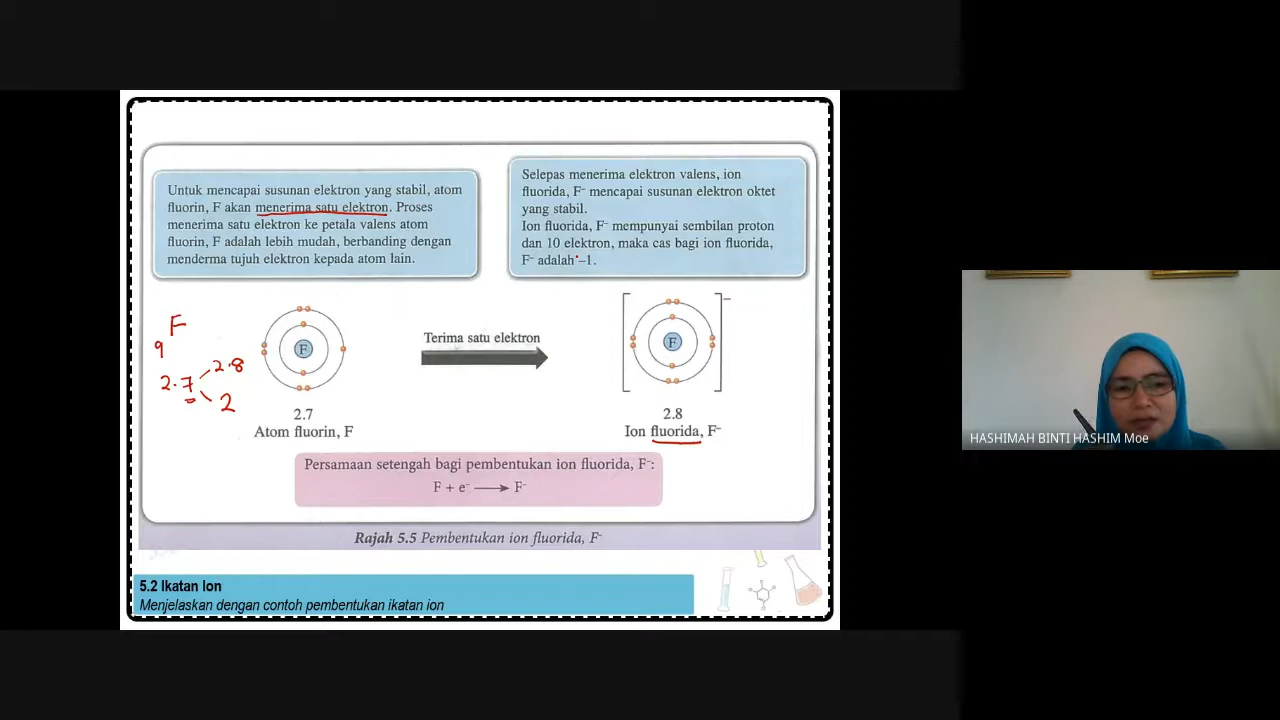 Untuk mencapai susunan elektron yang stabil, atom
fluorin, F akan menerima satu elektron. Proses
menerima satu elektron ke petala valens atom
fluorin, F adalah lebih mudah, berbanding dengan
menderma tujuh elektron kepada atom lain.
Selepas menerima elektron valens, ion
fluorida, F⁻ mencapai susunan elektron oktet
yang stabil.
Ion fluorida, F⁻ mempunyai sembilan proton
dan 10 elektron, maka cas bagi ion fluorida,
F⁻ adalah –1.
F
9
2.7
2.8
2
F
2.7
Atom fluorin, F
Terima satu elektron
F
–
2.8
Ion fluorida, F⁻
Persamaan setengah bagi pembentukan ion fluorida, F⁻:
F + e⁻ ⟶ F⁻
Rajah 5.5 Pembentukan ion fluorida, F⁻
5.2 Ikatan Ion
Menjelaskan dengan contoh pembentukan ikatan ion
HASHIMAH BINTI HASHIM Moe